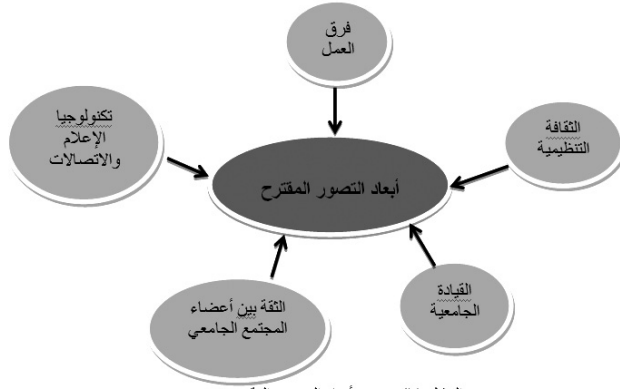 فرق
العمل
تكنولوجيا
الإعلام
والاتصالات
الثقافة
التنظيمية
أبعاد التصور المقترح
الثقة بين أعضاء
المجتمع الجامعي
القيادة
الجامعية